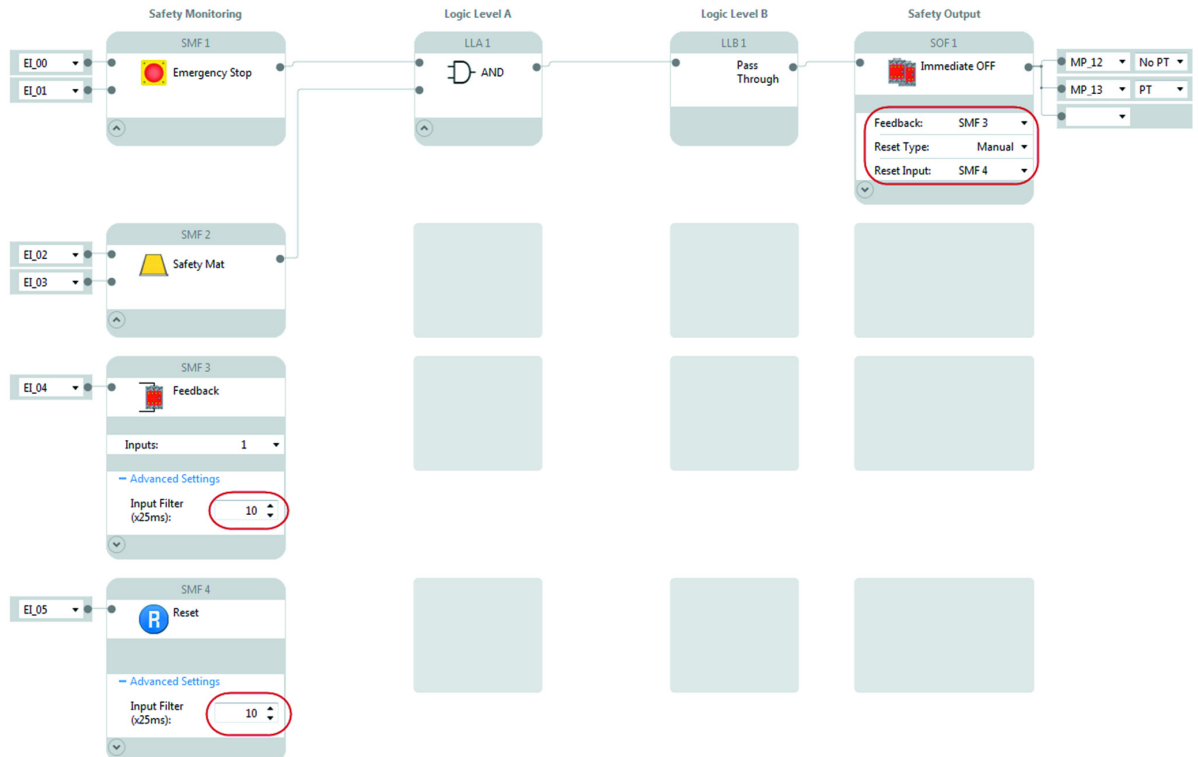 Safety Monitoring
Logic Level A
Logic Level B
Safety Output
SMF 1
EI_00
EI_01
Emergency Stop
LLA 1
AND
LLB 1
Pass
Through
SOF 1
Immediate OFF
Feedback: SMF 3
Reset Type: Manual
Reset Input: SMF 4
MP_12 No PT
MP_13 PT
SMF 2
EI_02
EI_03
Safety Mat
SMF 3
EI_04
Feedback
Inputs: 1
Advanced Settings
Input Filter
(x25ms): 10
SMF 4
EI_05
R Reset
Advanced Settings
Input Filter
(x25ms): 10